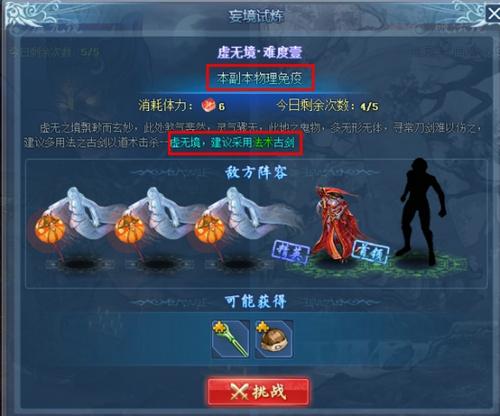 妄境试炼
今日剩余次数：5/5
虚无境·难度壹
本副本物理免疫
消耗体力： 6 今日剩余次数：4/5
虚无之境飘渺而玄妙，此处煞气萦然，灵气骤无，此地之鬼物，多无形无体，寻常刀剑难以伤之，
建议多用法之古剑以道术击杀---虚无境，建议采用法术古剑
敌方阵容
精英 首领
可能获得
挑战